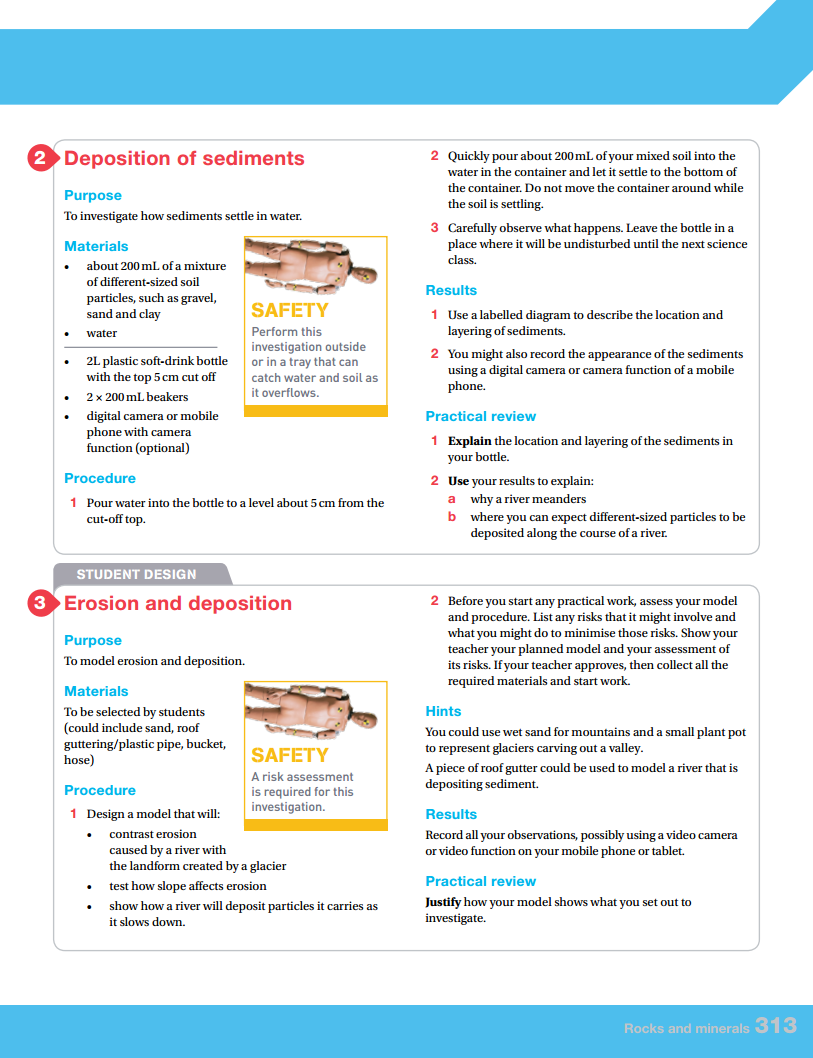 2 Deposition of sediments
Purpose
To investigate how sediments settle in water.
Materials
• about 200 mL of a mixture
of different-sized soil
particles, such as gravel,
sand and clay
• water
• 2L plastic soft-drink bottle
with the top 5 cm cut off
• 2 × 200 mL beakers
• digital camera or mobile
phone with camera
function (optional)
SAFETY
Perform this
investigation outside
or in a tray that can
catch water and soil as
it overflows.
Procedure
1 Pour water into the bottle to a level about 5 cm from the
cut-off top.
2 Quickly pour about 200 mL of your mixed soil into the
water in the container and let it settle to the bottom of
the container. Do not move the container around while
the soil is settling.
3 Carefully observe what happens. Leave the bottle in a
place where it will be undisturbed until the next science
class.
Results
1 Use a labelled diagram to describe the location and
layering of sediments.
2 You might also record the appearance of the sediments
using a digital camera or camera function of a mobile
phone.
Practical review
1 Explain the location and layering of the sediments in
your bottle.
2 Use your results to explain:
a why a river meanders
b where you can expect different-sized particles to be
deposited along the course of a river.
STUDENT DESIGN
3 Erosion and deposition
Purpose
To model erosion and deposition.
Materials
To be selected by students
(could include sand, roof
guttering/plastic pipe, bucket,
hose)
SAFETY
A risk assessment
is required for this
investigation.
Procedure
1 Design a model that will:
• contrast erosion
caused by a river with
the landform created by a glacier
• test how slope affects erosion
• show how a river will deposit particles it carries as
it slows down.
2 Before you start any practical work, assess your model
and procedure. List any risks that it might involve and
what you might do to minimise those risks. Show your
teacher your planned model and your assessment of
its risks. If your teacher approves, then collect all the
required materials and start work.
Hints
You could use wet sand for mountains and a small plant pot
to represent glaciers carving out a valley.
A piece of roof gutter could be used to model a river that is
depositing sediment.
Results
Record all your observations, possibly using a video camera
or video function on your mobile phone or tablet.
Practical review
Justify how your model shows what you set out to
investigate.
Rocks and minerals 313